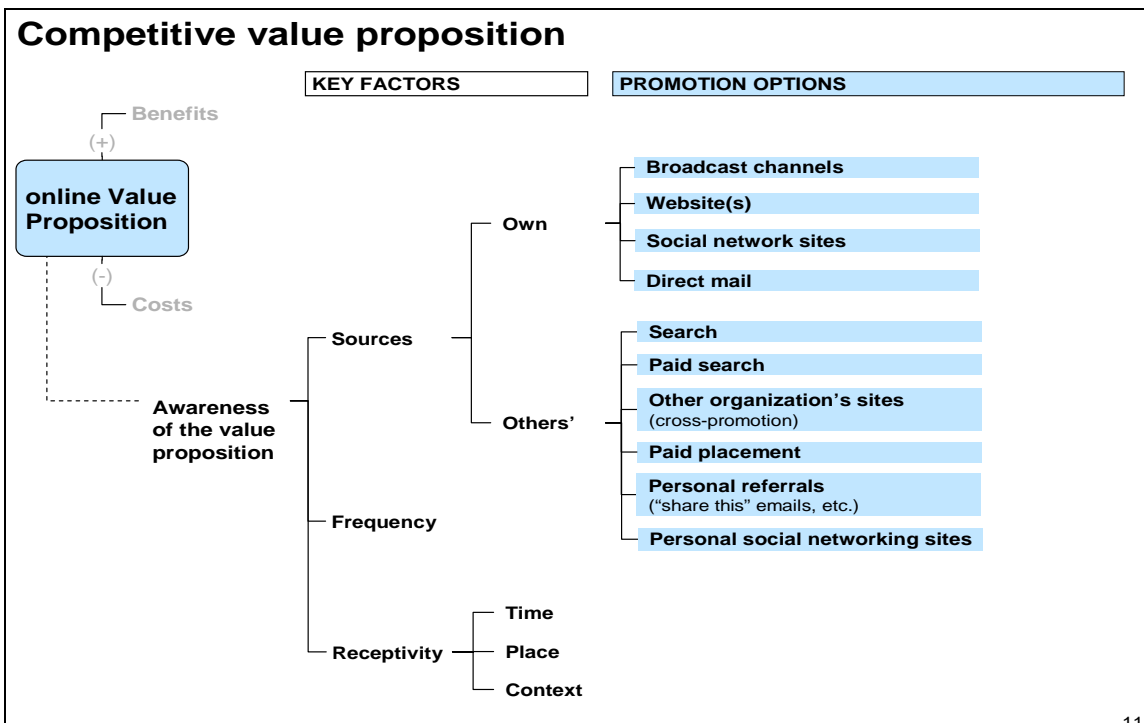 Competitive value proposition
KEY FACTORS
PROMOTION OPTIONS
Benefits
(+)
online Value
Proposition
(-)
Costs
Awareness
of the value
proposition
Sources
Own
Broadcast channels
Website(s)
Social network sites
Direct mail
Others’
Search
Paid search
Other organization’s sites
(cross-promotion)
Paid placement
Personal referrals
(“share this” emails, etc.)
Personal social networking sites
Frequency
Receptivity
Time
Place
Context
11